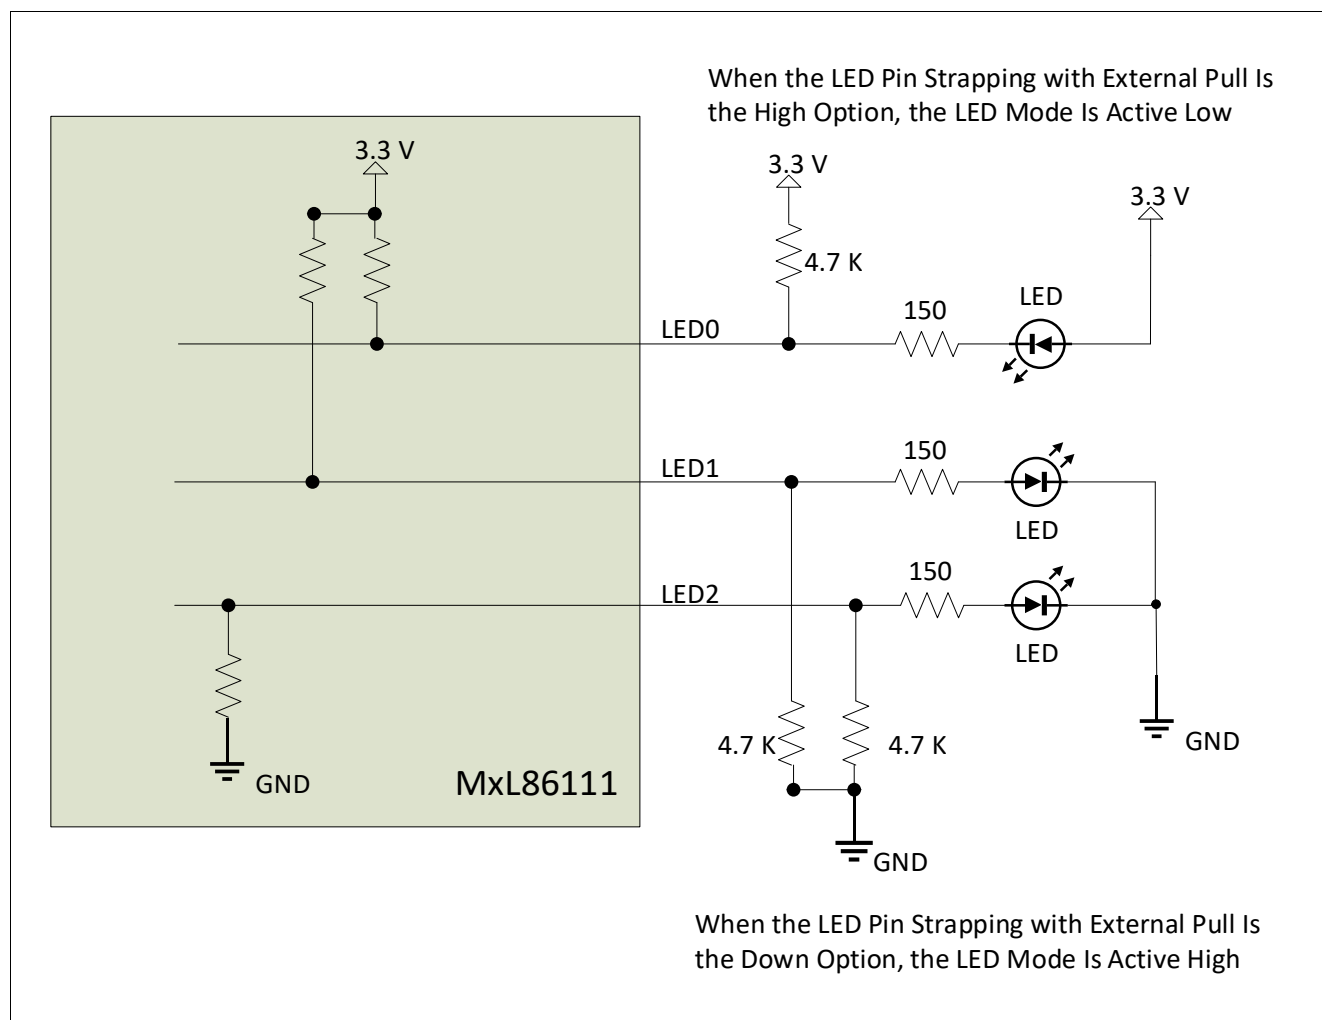 When the LED Pin Strapping with External Pull Is
the High Option, the LED Mode Is Active Low
3.3 V
3.3 V
3.3 V
4.7 K
LED0
150
LED
LED1
150
LED
LED2
150
LED
4.7 K
4.7 K
GND
GND
MxL86111
GND
When the LED Pin Strapping with External Pull Is
the Down Option, the LED Mode Is Active High